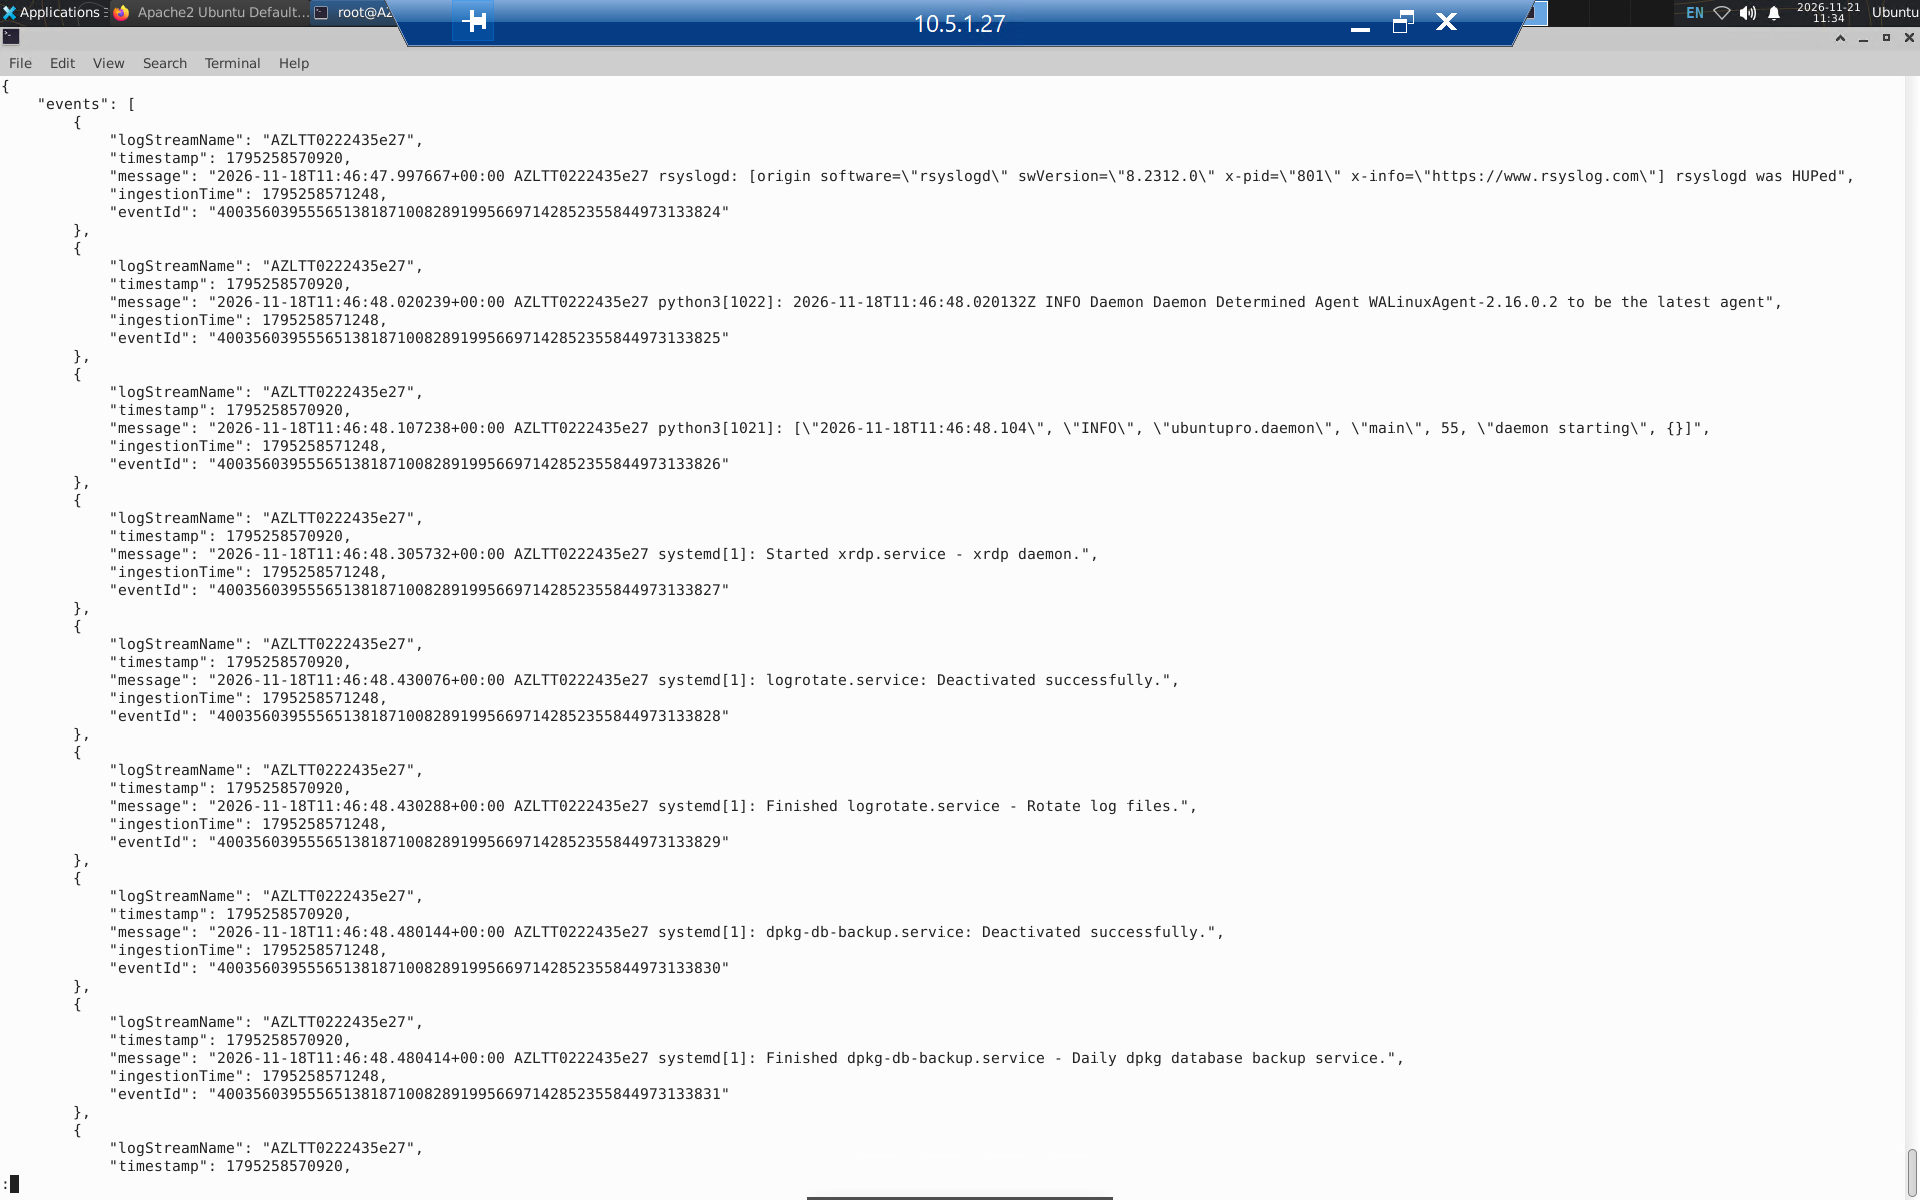 Applications
Apache2 Ubuntu Default...
root@AZ
10.5.1.27
EN
2026-11-21
11:34
Ubuntu
File Edit View Search Terminal Help
{
    "events": [
        {
            "logStreamName": "AZLTT0222435e27",
            "timestamp": 1795258570920,
            "message": "2026-11-18T11:46:47.997667+00:00 AZLTT0222435e27 rsyslogd: [origin software=\"rsyslogd\" swVersion=\"8.2312.0\" x-pid=\"801\" x-info=\"https://www.rsyslog.com\"] rsyslogd was HUPed",
            "ingestionTime": 1795258571248,
            "eventId": "40035603955565138187100828919956697142852355844973133824"
        },
        {
            "logStreamName": "AZLTT0222435e27",
            "timestamp": 1795258570920,
            "message": "2026-11-18T11:46:48.020239+00:00 AZLTT0222435e27 python3[1022]: 2026-11-18T11:46:48.020132Z INFO Daemon Daemon Determined Agent WALinuxAgent-2.16.0.2 to be the latest agent",
            "ingestionTime": 1795258571248,
            "eventId": "40035603955565138187100828919956697142852355844973133825"
        },
        {
            "logStreamName": "AZLTT0222435e27",
            "timestamp": 1795258570920,
            "message": "2026-11-18T11:46:48.107238+00:00 AZLTT0222435e27 python3[1021]: [\"2026-11-18T11:46:48.104\", \"INFO\", \"ubuntupro.daemon\", \"main\", 55, \"daemon starting\", {}]",
            "ingestionTime": 1795258571248,
            "eventId": "40035603955565138187100828919956697142852355844973133826"
        },
        {
            "logStreamName": "AZLTT0222435e27",
            "timestamp": 1795258570920,
            "message": "2026-11-18T11:46:48.305732+00:00 AZLTT0222435e27 systemd[1]: Started xrdp.service - xrdp daemon.",
            "ingestionTime": 1795258571248,
            "eventId": "40035603955565138187100828919956697142852355844973133827"
        },
        {
            "logStreamName": "AZLTT0222435e27",
            "timestamp": 1795258570920,
            "message": "2026-11-18T11:46:48.430076+00:00 AZLTT0222435e27 systemd[1]: logrotate.service: Deactivated successfully.",
            "ingestionTime": 1795258571248,
            "eventId": "40035603955565138187100828919956697142852355844973133828"
        },
        {
            "logStreamName": "AZLTT0222435e27",
            "timestamp": 1795258570920,
            "message": "2026-11-18T11:46:48.430288+00:00 AZLTT0222435e27 systemd[1]: Finished logrotate.service - Rotate log files.",
            "ingestionTime": 1795258571248,
            "eventId": "40035603955565138187100828919956697142852355844973133829"
        },
        {
            "logStreamName": "AZLTT0222435e27",
            "timestamp": 1795258570920,
            "message": "2026-11-18T11:46:48.480144+00:00 AZLTT0222435e27 systemd[1]: dpkg-db-backup.service: Deactivated successfully.",
            "ingestionTime": 1795258571248,
            "eventId": "40035603955565138187100828919956697142852355844973133830"
        },
        {
            "logStreamName": "AZLTT0222435e27",
            "timestamp": 1795258570920,
            "message": "2026-11-18T11:46:48.480414+00:00 AZLTT0222435e27 systemd[1]: Finished dpkg-db-backup.service - Daily dpkg database backup service.",
            "ingestionTime": 1795258571248,
            "eventId": "40035603955565138187100828919956697142852355844973133831"
        },
        {
            "logStreamName": "AZLTT0222435e27",
            "timestamp": 1795258570920,
: